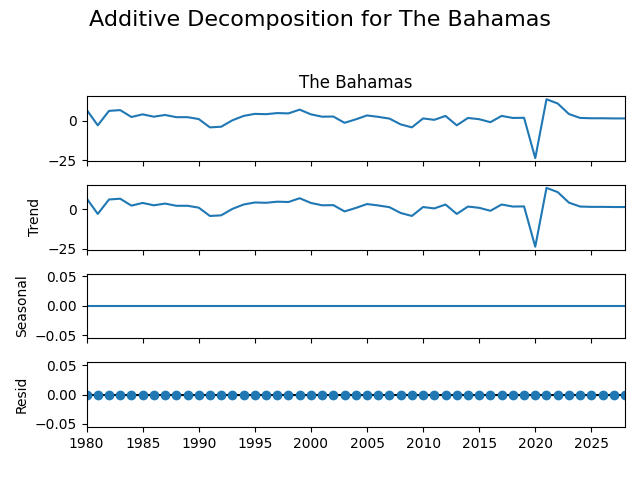 Additive Decomposition for The Bahamas
The Bahamas
0
−25
Trend
0
−25
Seasonal
0.05
0.00
−0.05
Resid
0.05
0.00
−0.05
1980 1985 1990 1995 2000 2005 2010 2015 2020 2025